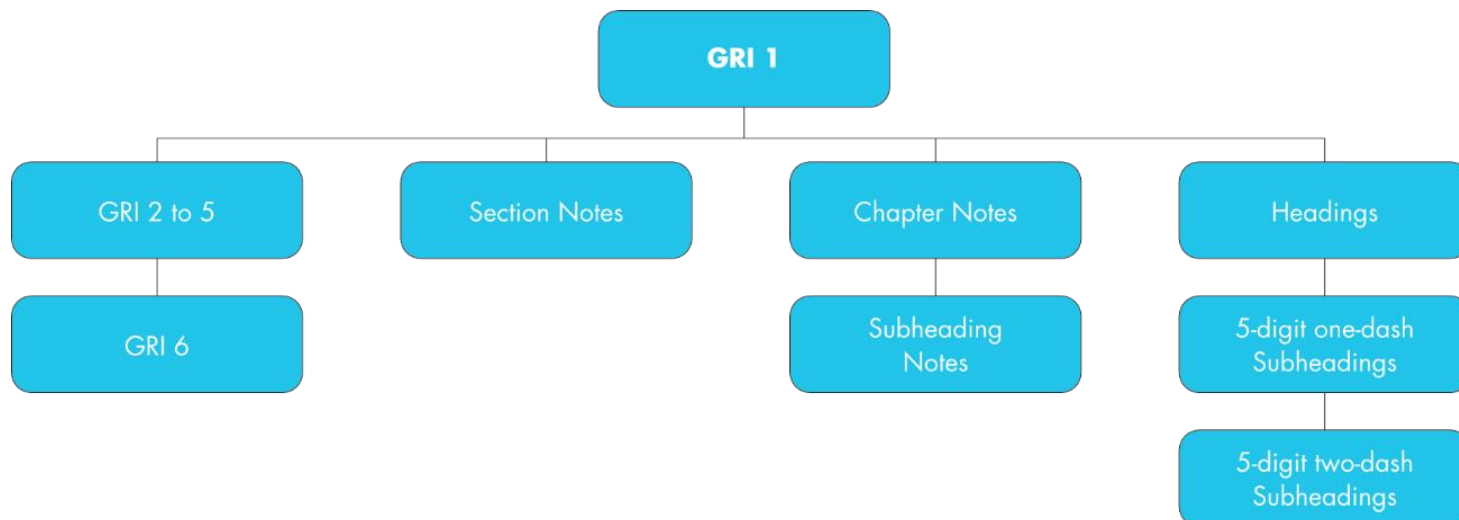 GRI 1
GRI 2 to 5
Section Notes
Chapter Notes
Headings
GRI 6
Subheading
Notes
5-digit one-dash
Subheadings
5-digit two-dash
Subheadings